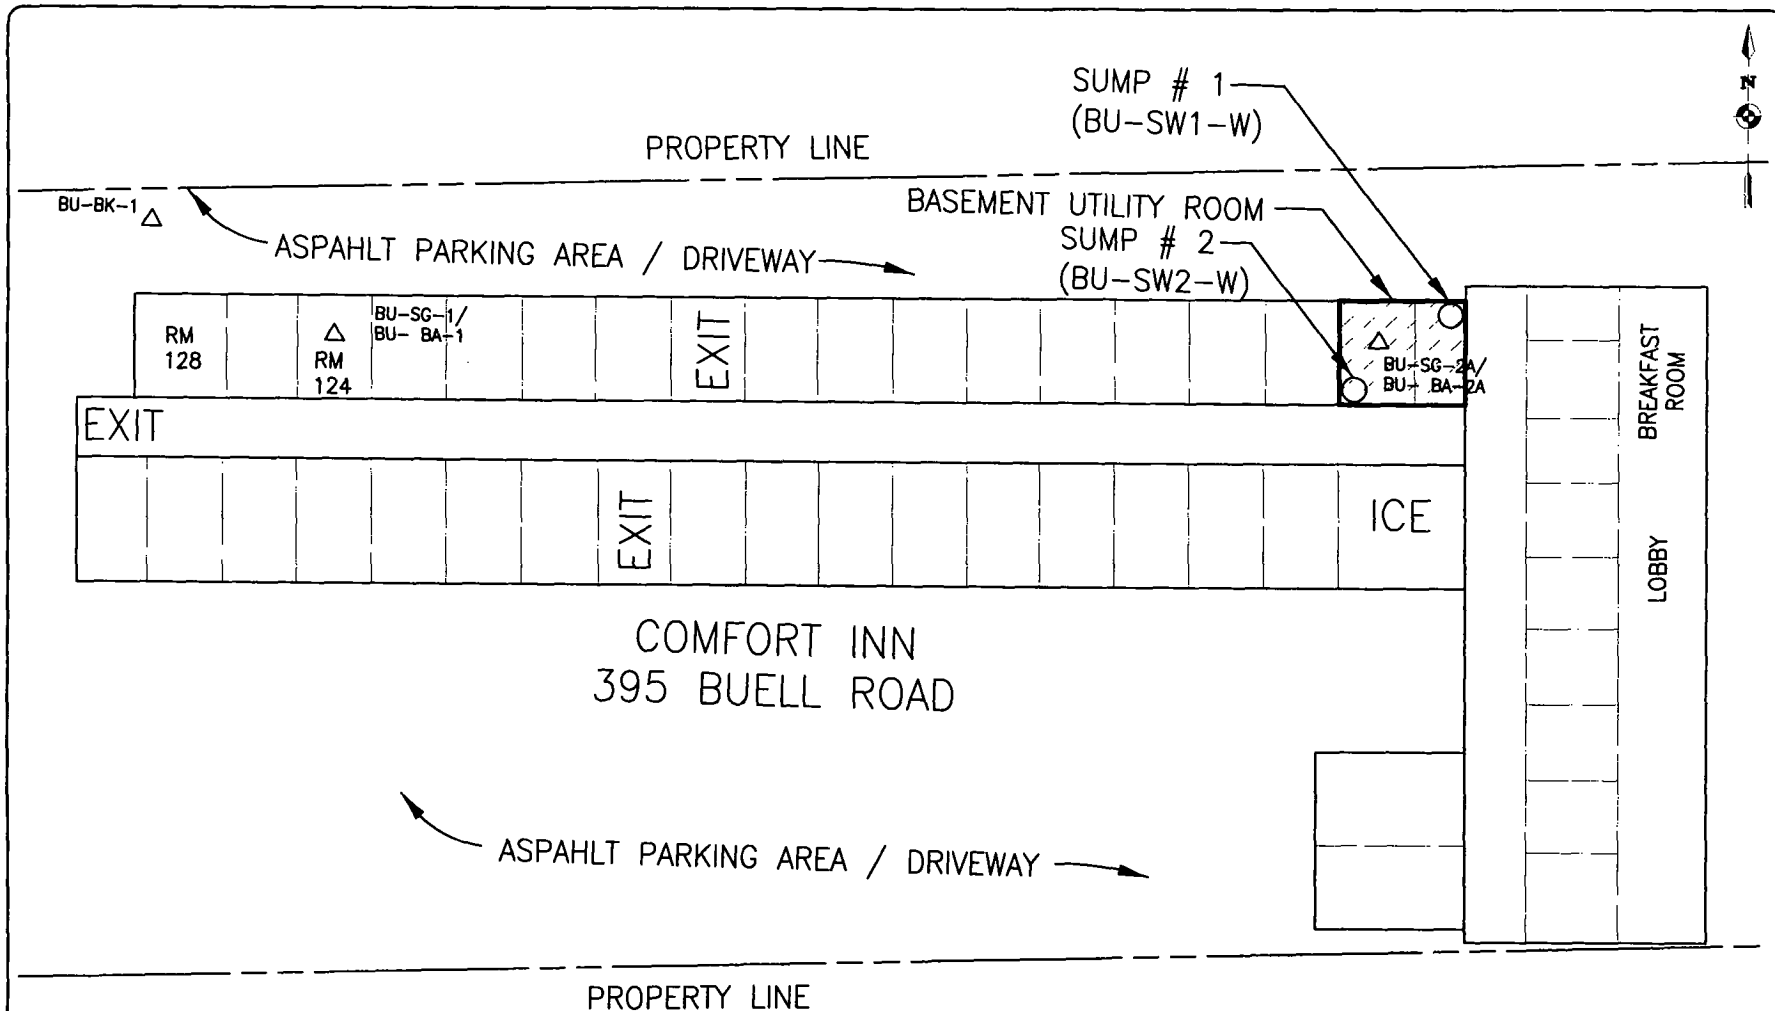 SUMP # 1
(BU-SW1-W)
N
PROPERTY LINE
BU-BK-1
BASEMENT UTILITY ROOM
SUMP # 2
(BU-SW2-W)
ASPAHLT PARKING AREA / DRIVEWAY
RM
128
RM
124
BU-SG-1/
BU- BA-1
EXIT
BU-SG-2A/
BU- BA-2A
BREAKFAST
ROOM
EXIT
EXIT
ICE
LOBBY
COMFORT INN
395 BUELL ROAD
ASPAHLT PARKING AREA / DRIVEWAY
PROPERTY LINE